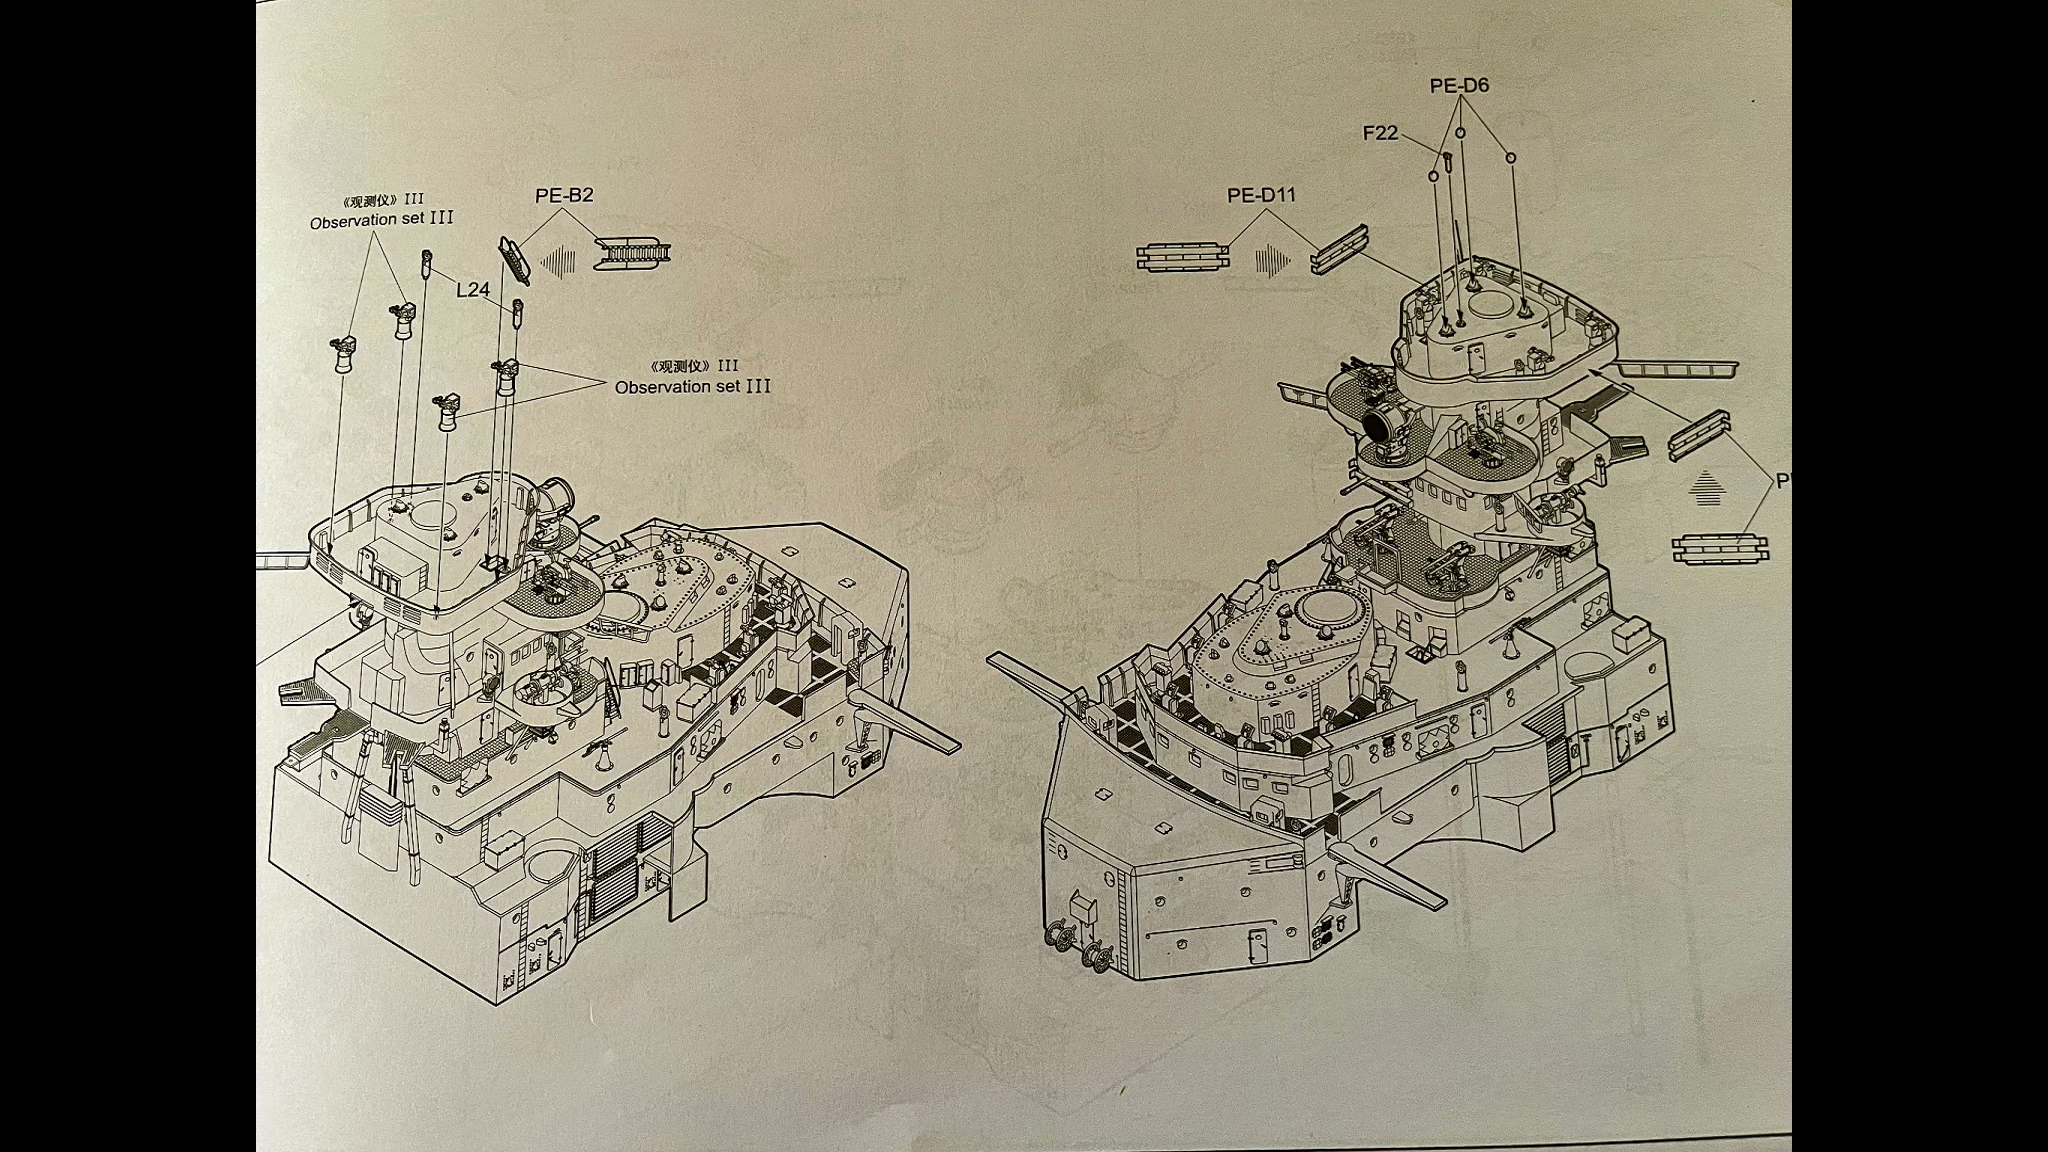 《观测仪》III
Observation set III
L24
PE-B2
《观测仪》III
Observation set III
PE-D6
F22
PE-D11